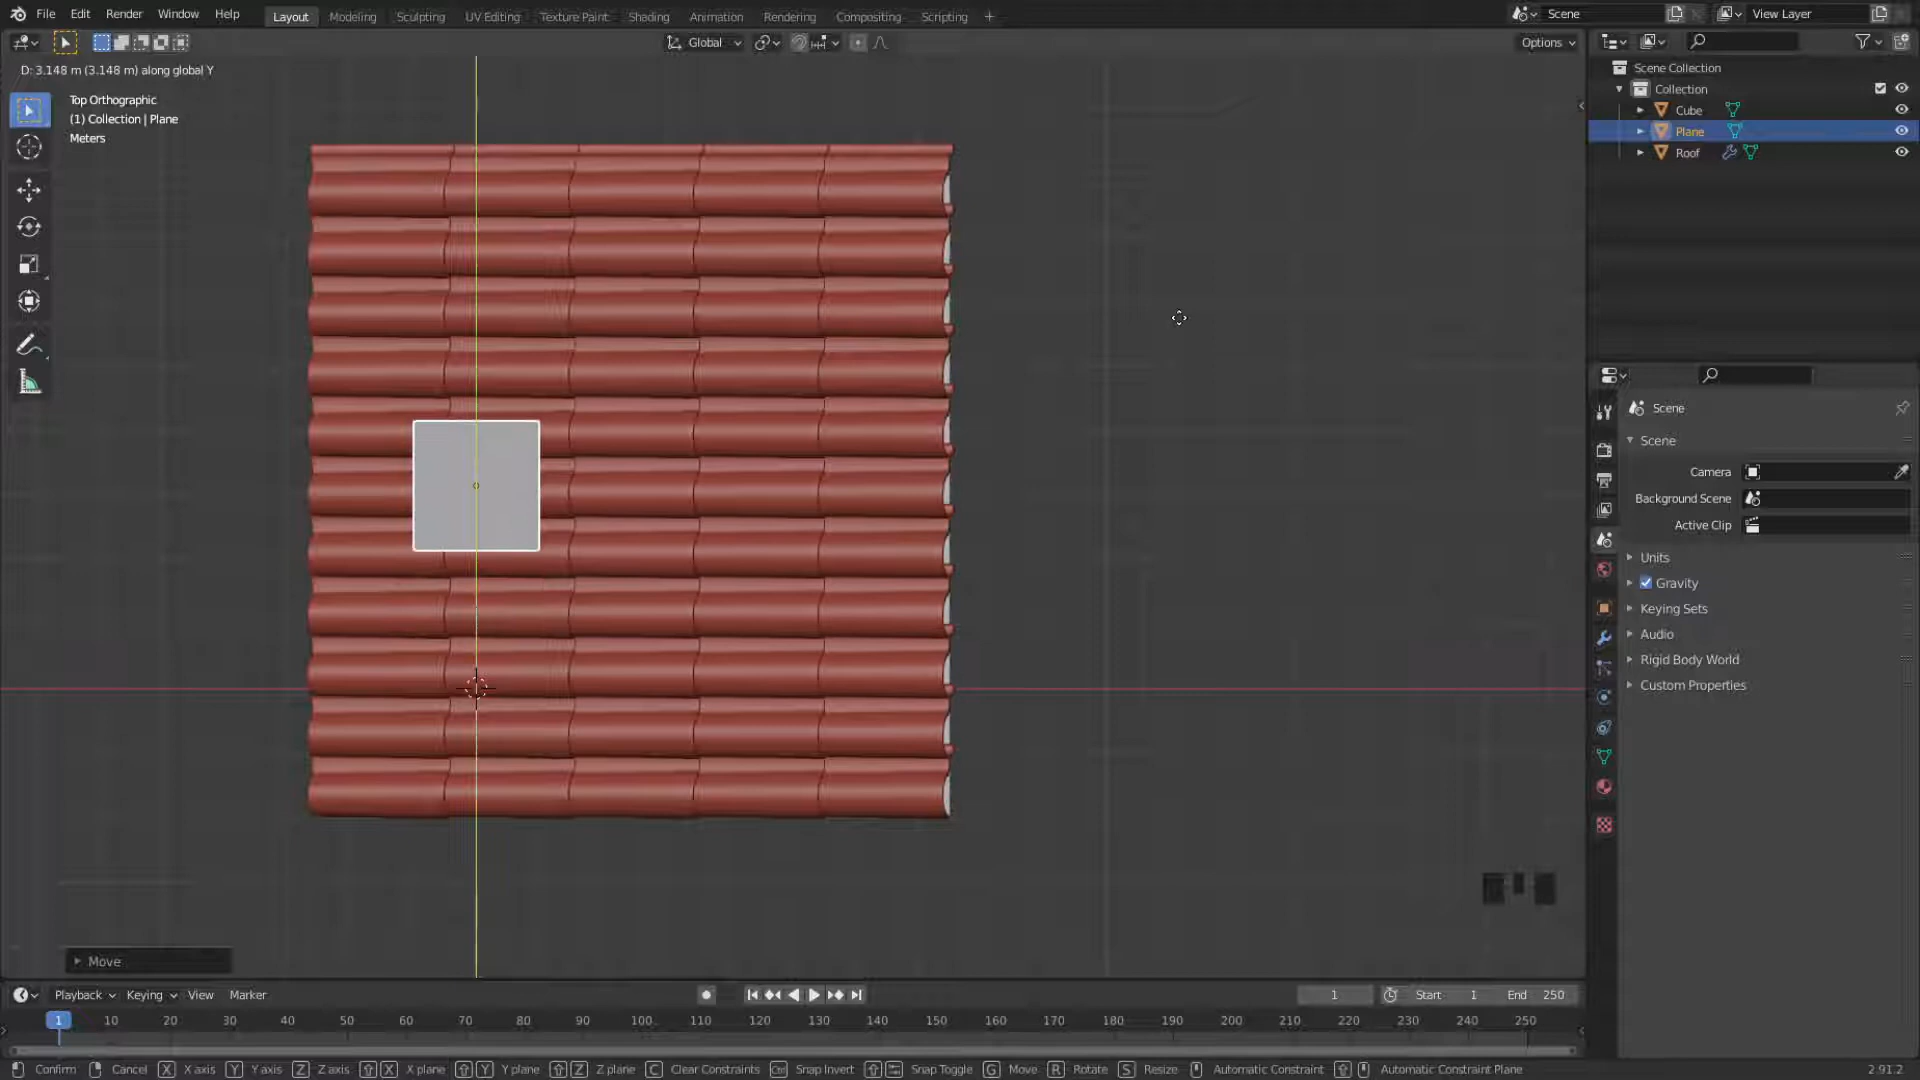 File Edit Render Window Help Layout Modeling Sculpting UV Editing Texture Paint Shading Animation Rendering Compositing Scripting + Scene View Layer
Global Options
D: 3.148 m (3.148 m) along global Y
Top Orthographic
(1) Collection | Plane
Meters
Scene Collection
Collection
Cube
Plane
Roof
Scene
Scene
Camera
Background Scene
Active Clip
Units
Gravity
Keying Sets
Audio
Rigid Body World
Custom Properties
Move
Playback Keying View Marker 1 Start 1 End 250
1 10 20 30 40 50 60 70 80 90 100 110 120 130 140 150 160 170 180 190 200 210 220 230 240 250
Confirm Cancel X X axis Y Y axis Z Z axis X X plane Y Y plane Z Z plane C Clear Constraints Ctrl Snap Invert Snap Toggle G Move R Rotate S Resize Automatic Constraint Automatic Constraint Plane 2.91.2